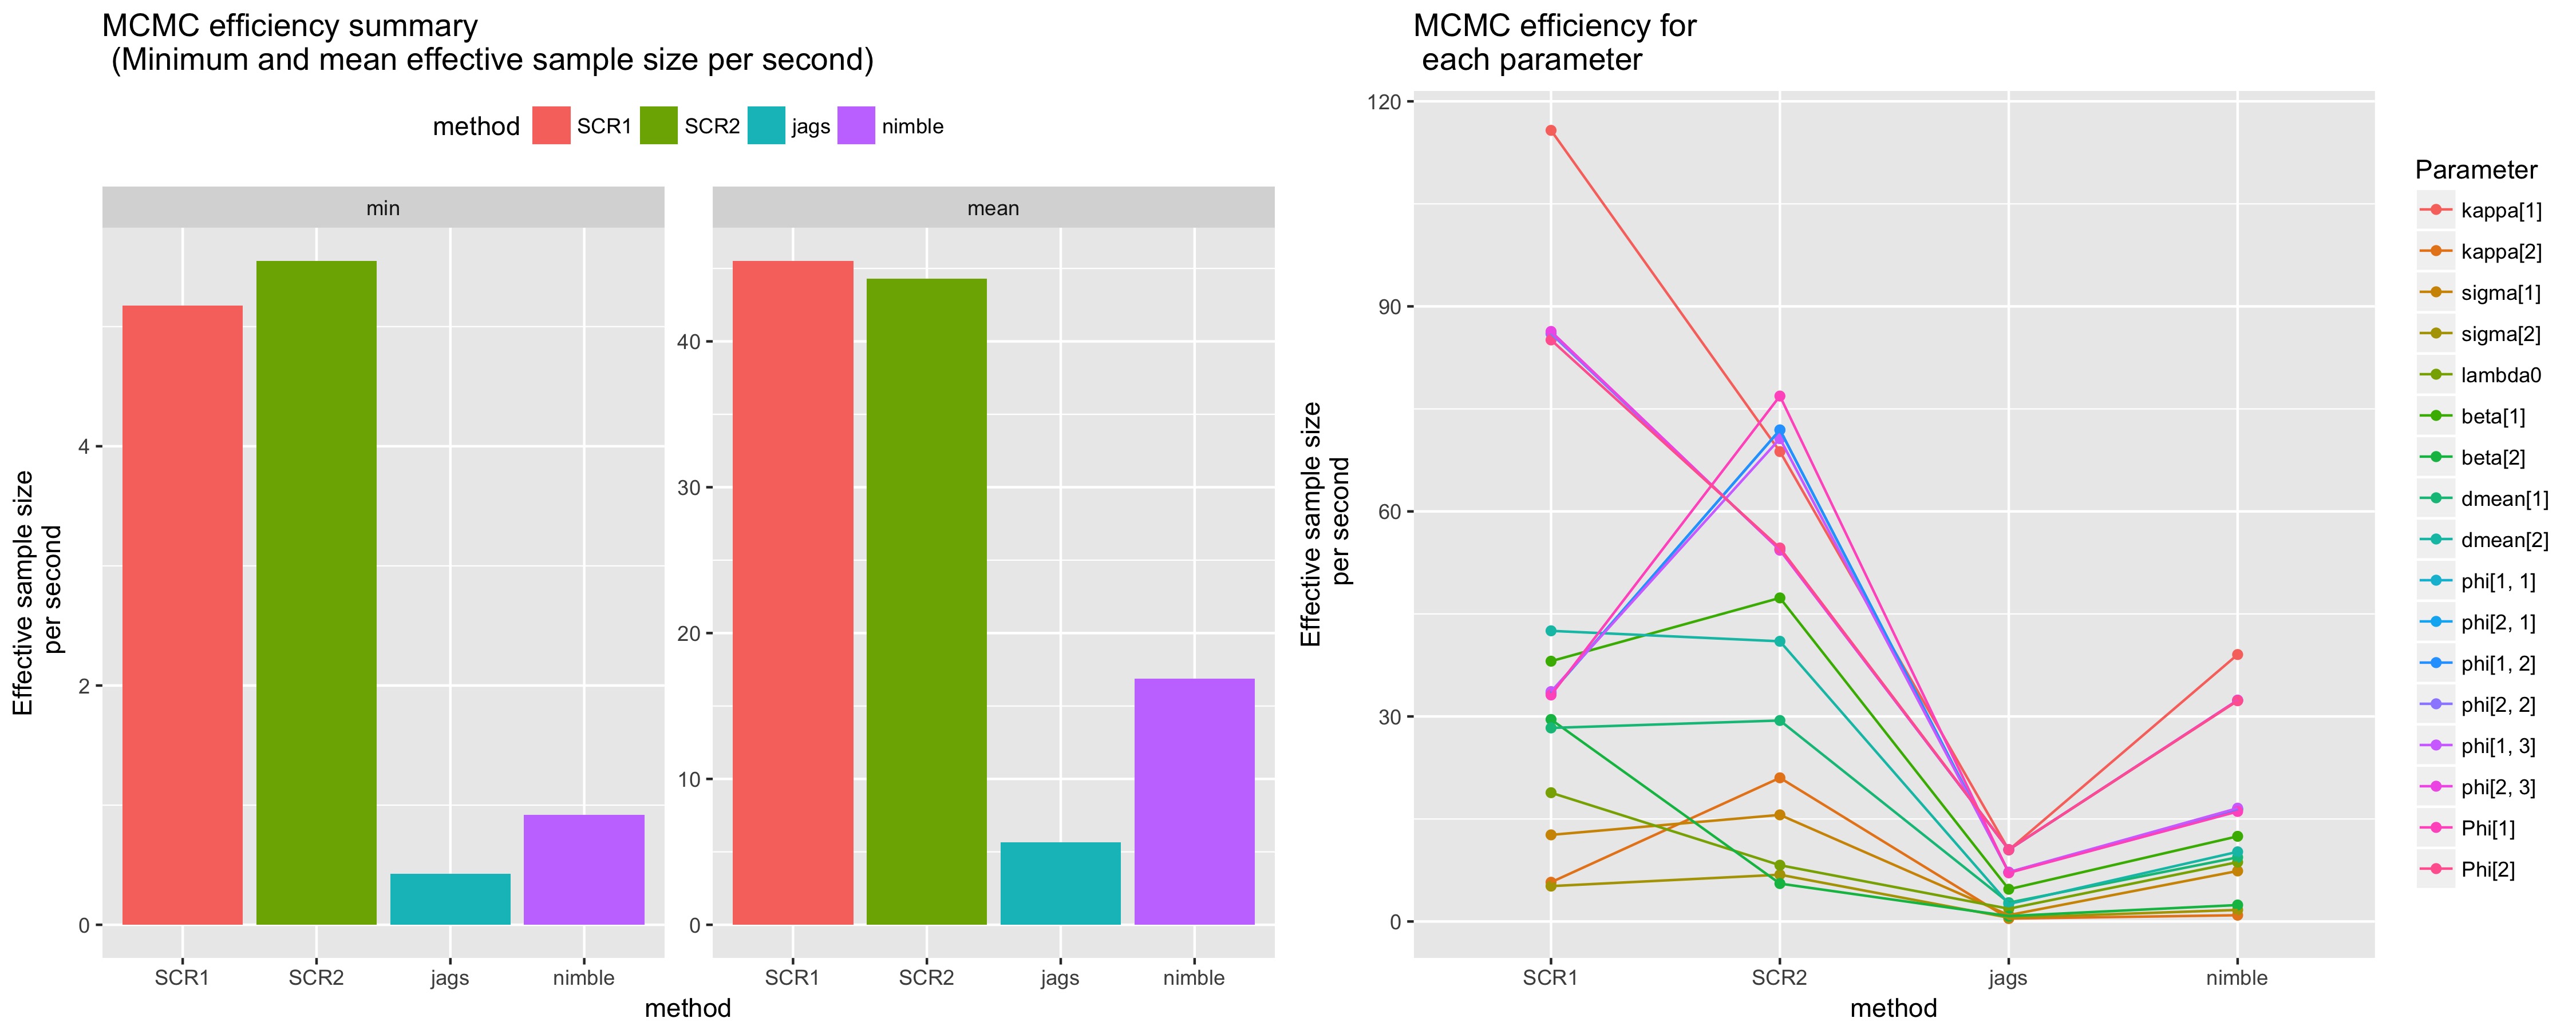 MCMC efficiency summary
(Minimum and mean effective sample size per second)
method SCR1 SCR2 jags nimble
min
mean
Effective sample size
per second
4
2
0
40
30
20
10
0
SCR1 SCR2 jags nimble
SCR1 SCR2 jags nimble
method
MCMC efficiency for
each parameter
Effective sample size
per second
120
90
60
30
0
SCR1 SCR2 jags nimble
method
Parameter
kappa[1]
kappa[2]
sigma[1]
sigma[2]
lambda0
beta[1]
beta[2]
dmean[1]
dmean[2]
phi[1, 1]
phi[2, 1]
phi[1, 2]
phi[2, 2]
phi[1, 3]
phi[2, 3]
Phi[1]
Phi[2]